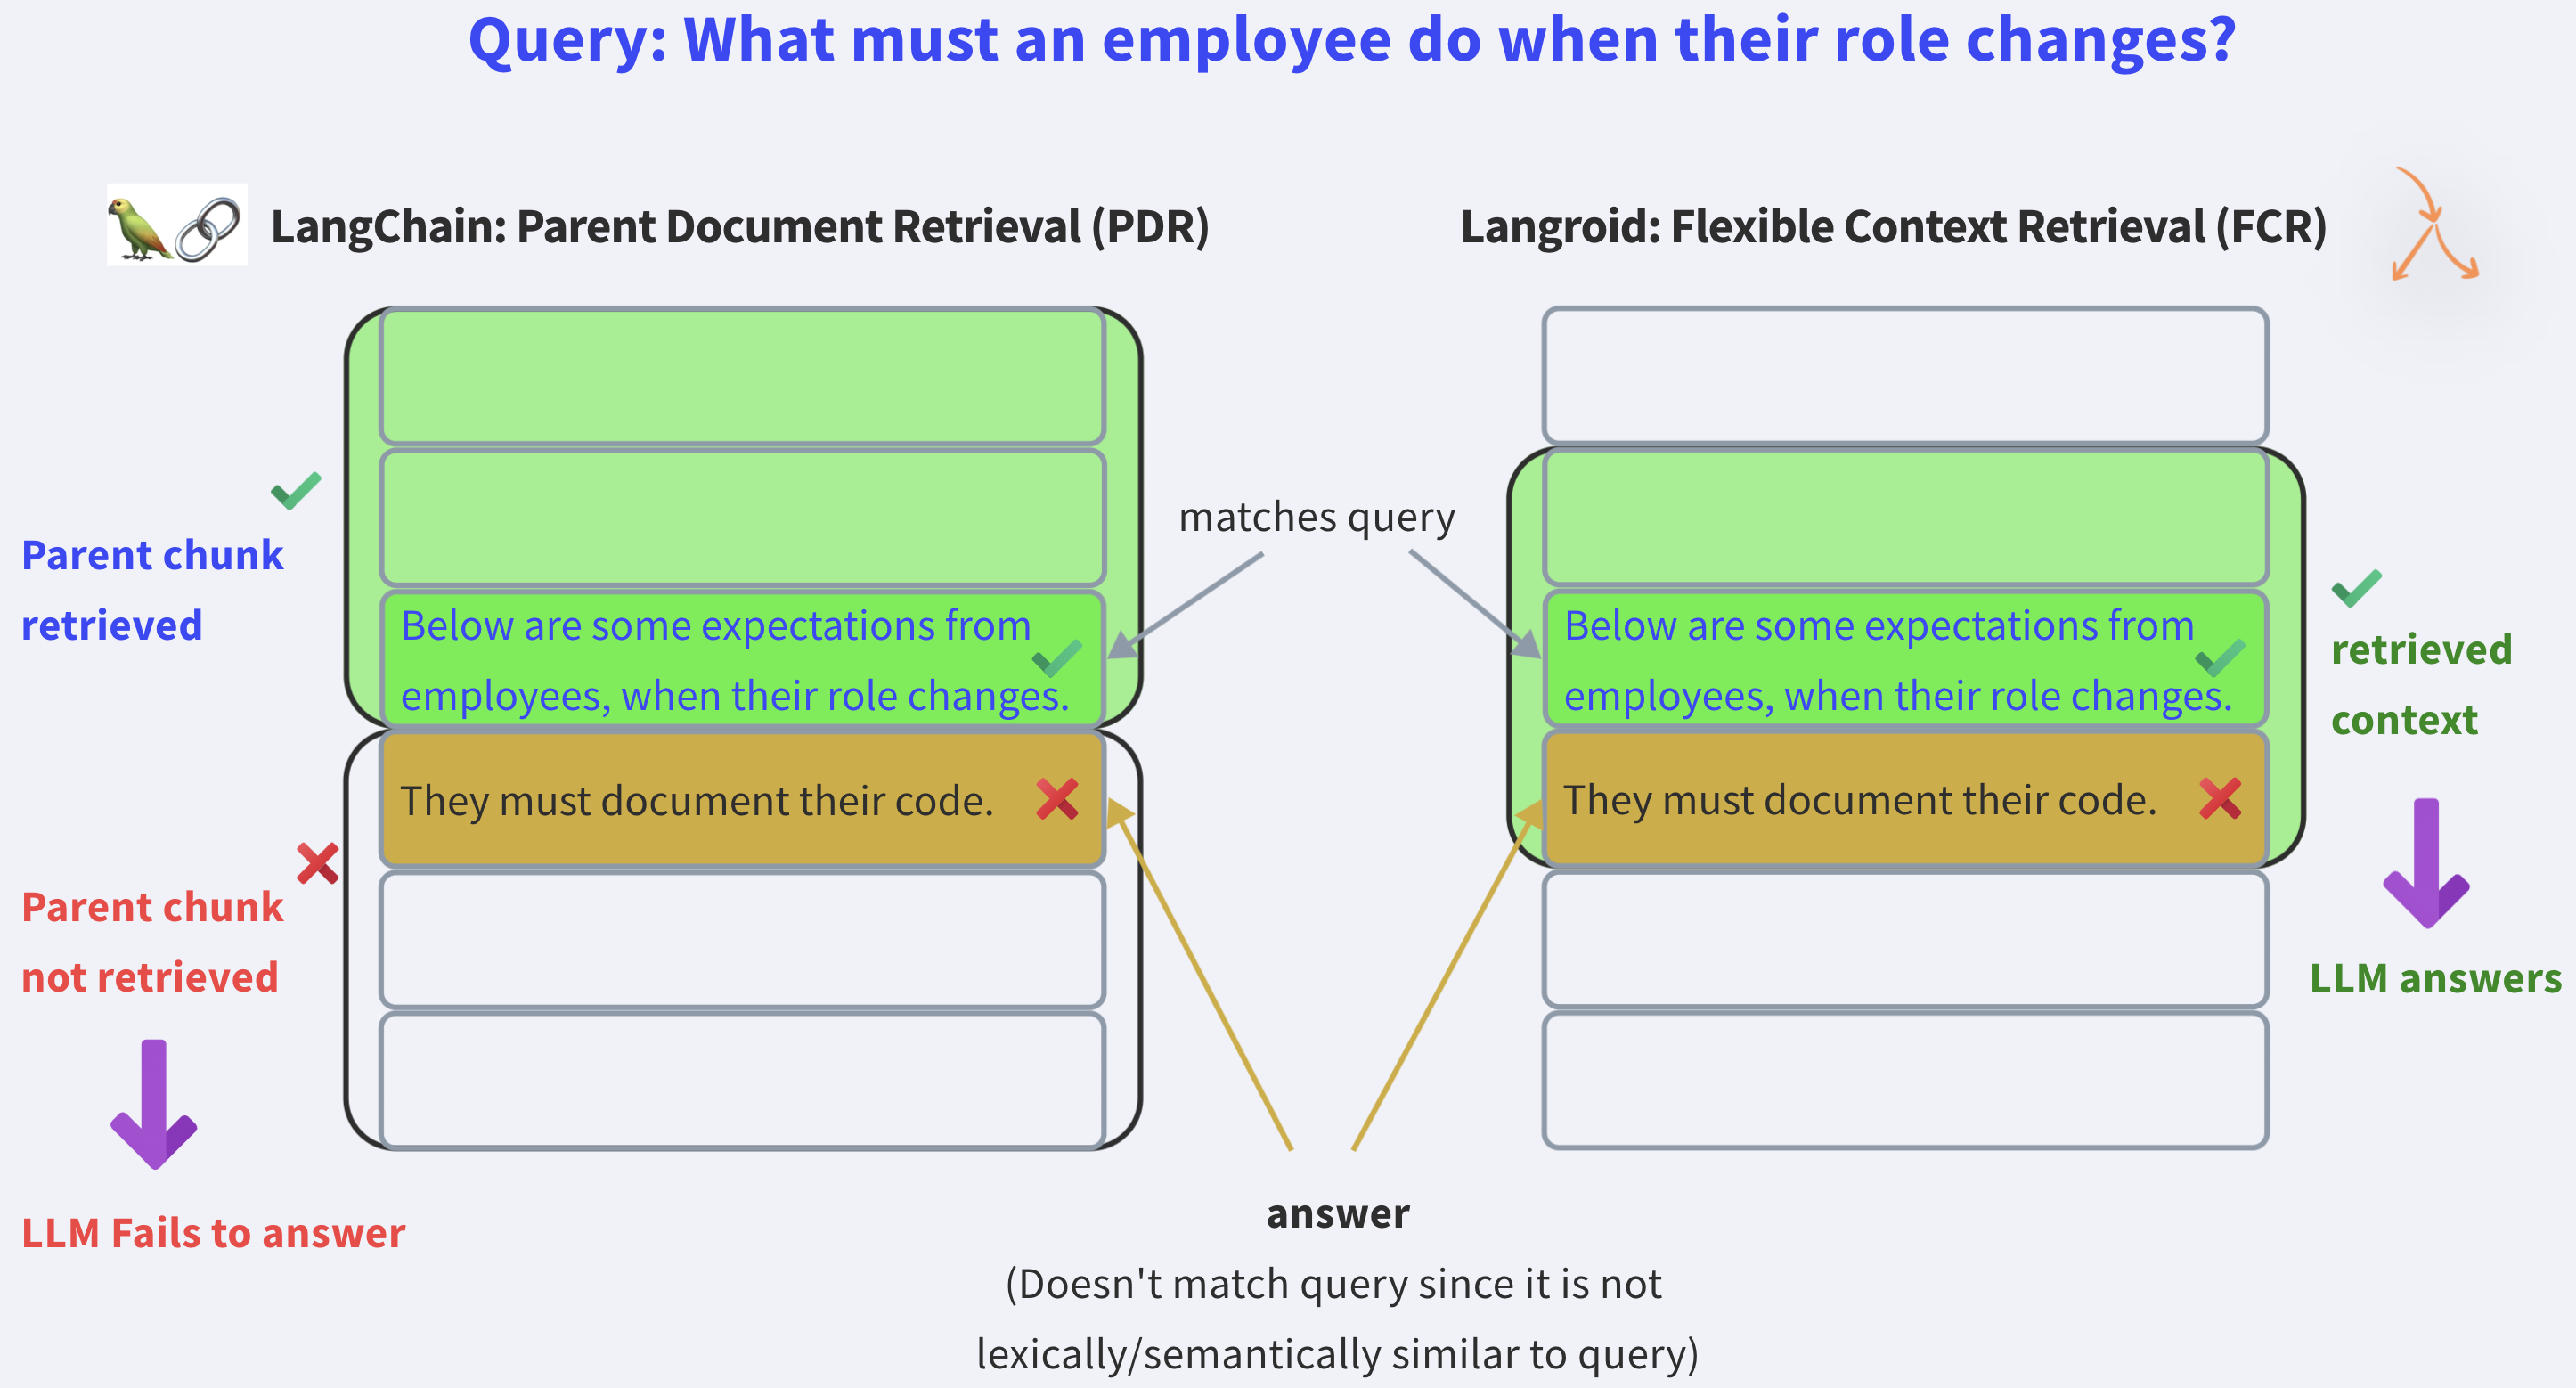 Query: What must an employee do when their role changes?
LangChain: Parent Document Retrieval (PDR)
Langroid: Flexible Context Retrieval (FCR)
matches query
Parent chunk
retrieved
Below are some expectations from
employees, when their role changes.
Below are some expectations from
employees, when their role changes.
retrieved
context
They must document their code.
They must document their code.
Parent chunk
not retrieved
LLM answers
LLM Fails to answer
answer
(Doesn't match query since it is not
lexically/semantically similar to query)